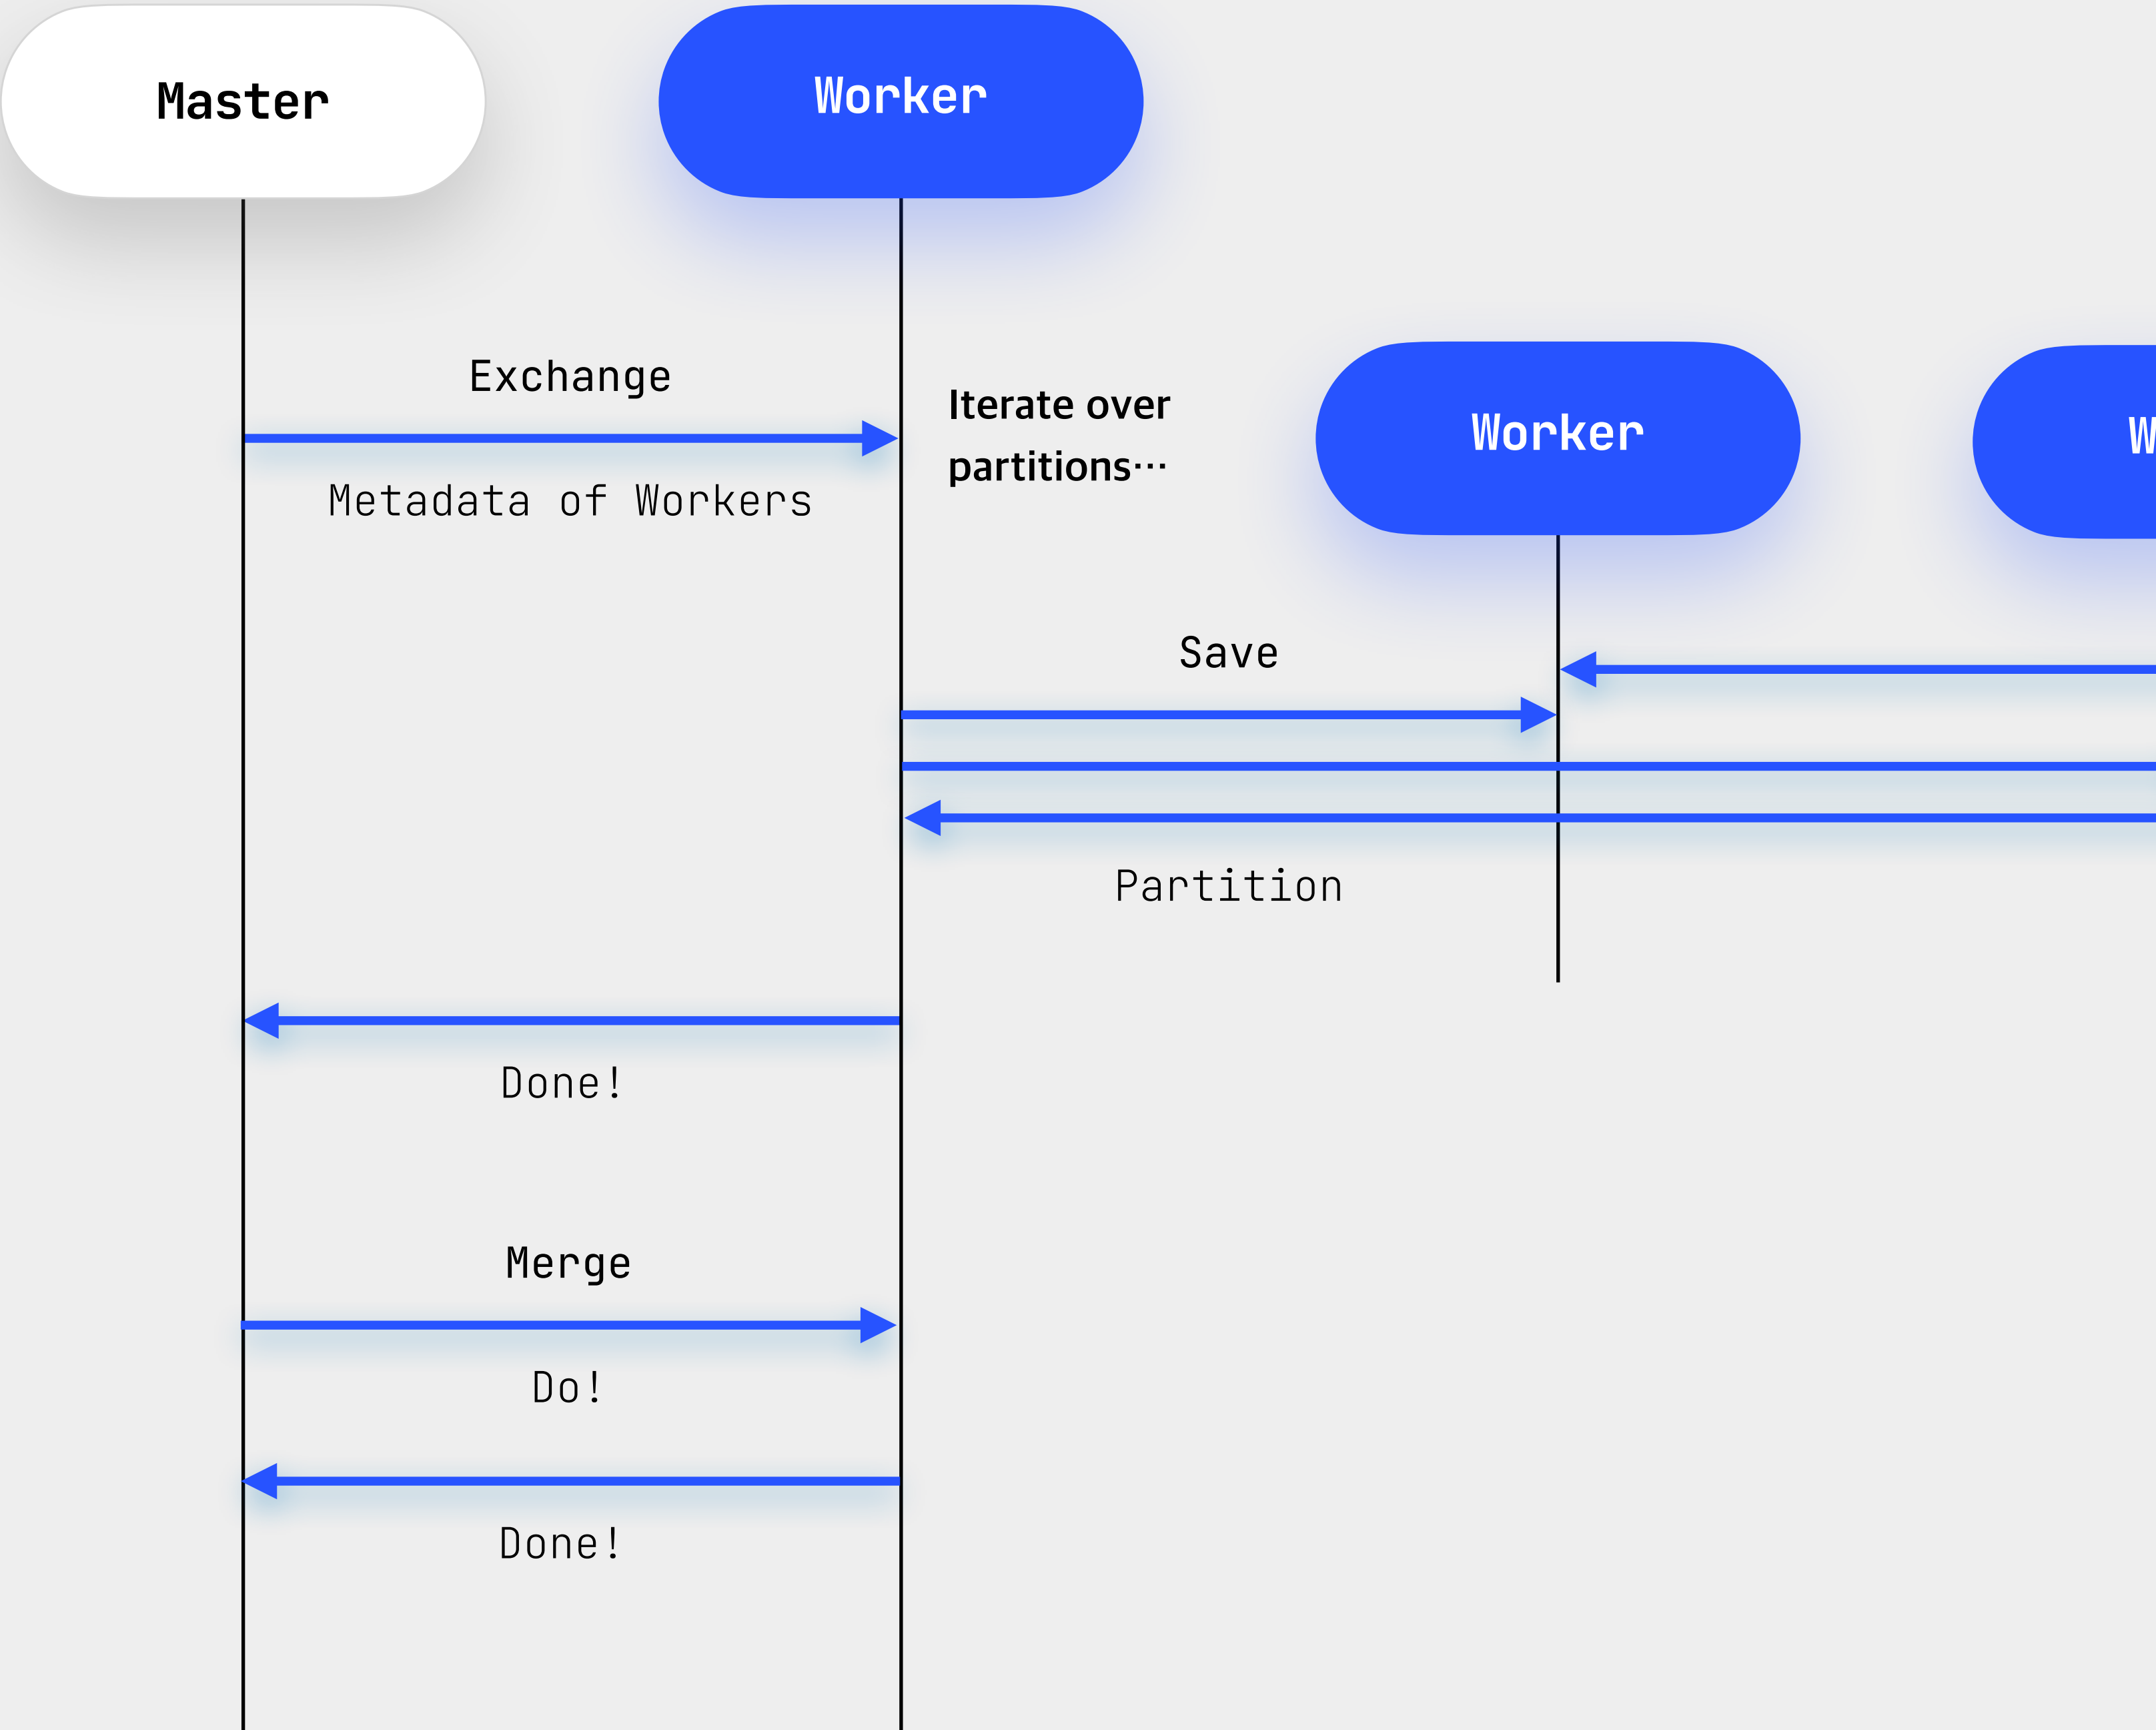 Master
Worker
Exchange
Metadata of Workers
Iterate over
partitions…
Worker
Save
Partition
Done!
Merge
Do!
Done!